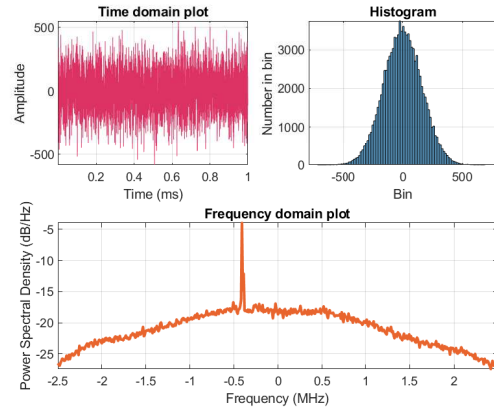 Time domain plot
500
0
-500
Amplitude
0.2 0.4 0.6 0.8 1
Time (ms)
Histogram
3000
2000
1000
0
Number in bin
-500 0 500
Bin
Frequency domain plot
-5
-10
-15
-20
-25
Power Spectral Density (dB/Hz)
-2.5 -2 -1.5 -1 -0.5 0 0.5 1 1.5 2
Frequency (MHz)